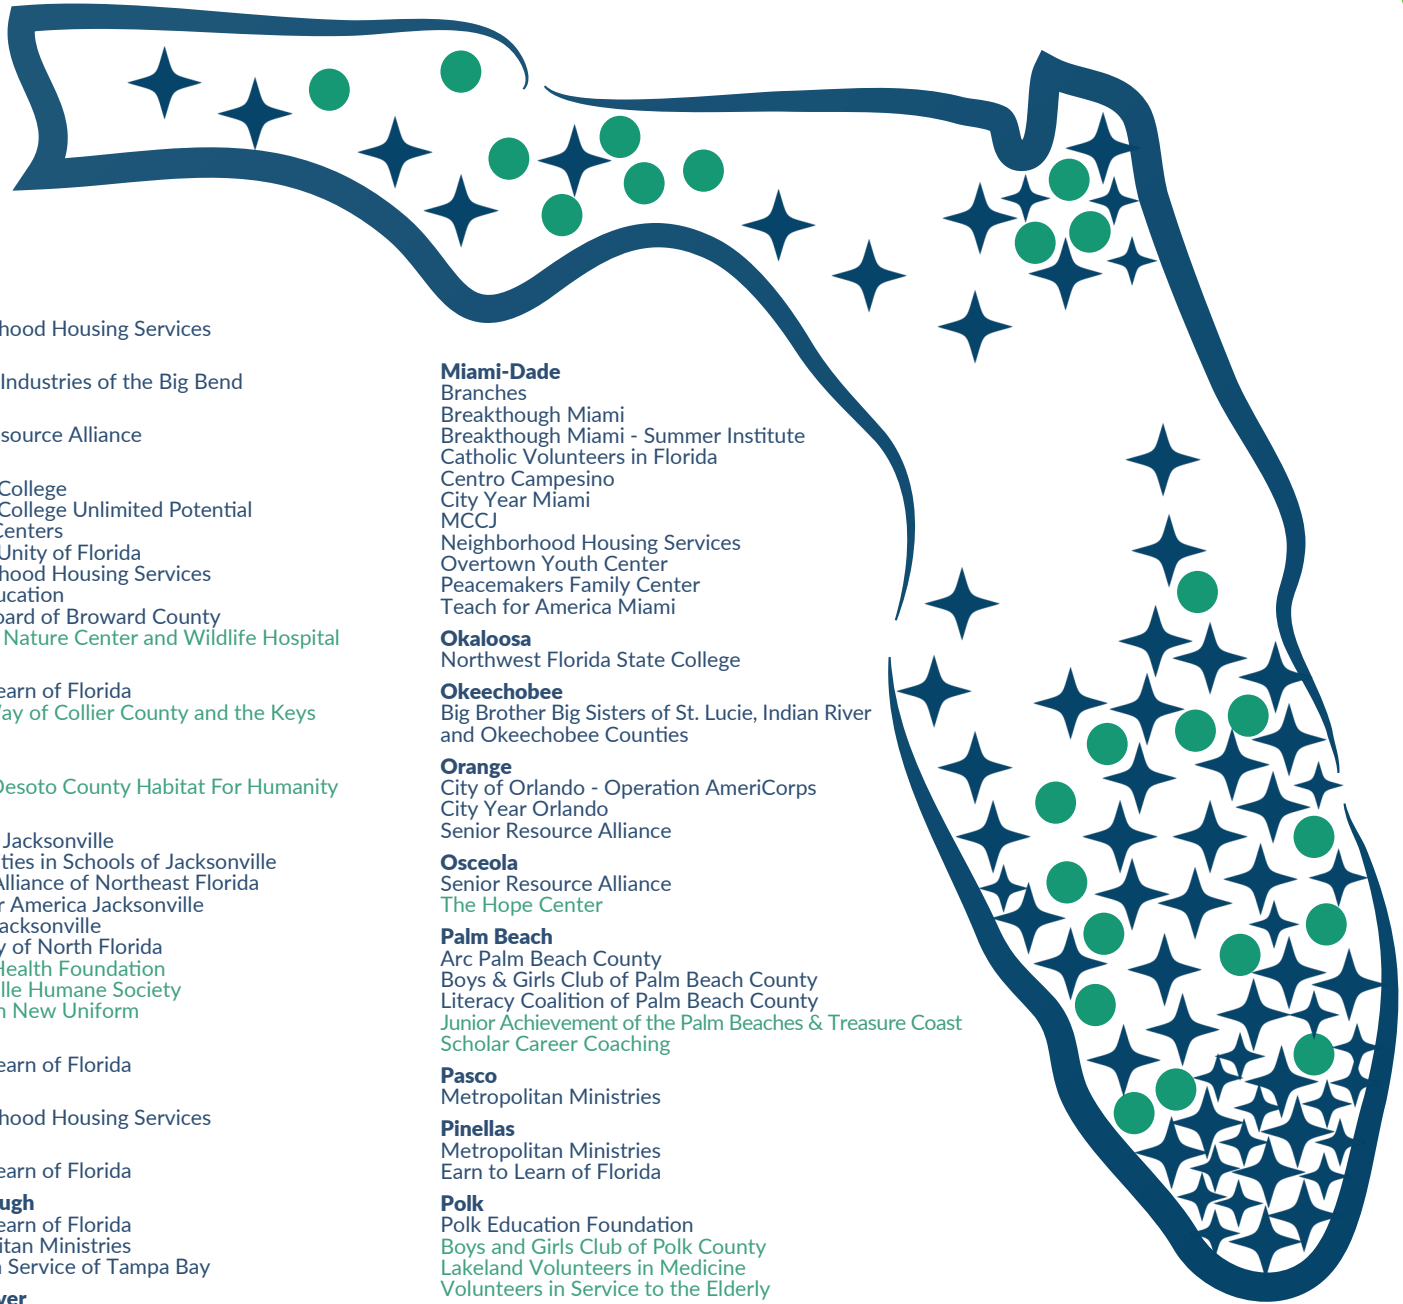 hood Housing Services
Industries of the Big Bend
source Alliance
College
College Unlimited Potential
Centers
Unity of Florida
hood Housing Services
ucation
oard of Broward County
Nature Center and Wildlife Hospital
earn of Florida
Way of Collier County and the Keys
Desoto County Habitat For Humanity
Jacksonville
ties in Schools of Jacksonville
Alliance of Northeast Florida
r America Jacksonville
acksonville
y of North Florida
Health Foundation
lle Humane Society
n New Uniform
earn of Florida
hood Housing Services
earn of Florida
ugh
earn of Florida
itan Ministries
n Service of Tampa Bay
ver
Miami-Dade
Branches
Breakthough Miami
Breakthough Miami - Summer Institute
Catholic Volunteers in Florida
Centro Campesino
City Year Miami
MCCJ
Neighborhood Housing Services
Overtown Youth Center
Peacemakers Family Center
Teach for America Miami
Okaloosa
Northwest Florida State College
Okeechobee
Big Brother Big Sisters of St. Lucie, Indian River
and Okeechobee Counties
Orange
City of Orlando - Operation AmeriCorps
City Year Orlando
Senior Resource Alliance
Osceola
Senior Resource Alliance
The Hope Center
Palm Beach
Arc Palm Beach County
Boys & Girls Club of Palm Beach County
Literacy Coalition of Palm Beach County
Junior Achievement of the Palm Beaches & Treasure Coast
Scholar Career Coaching
Pasco
Metropolitan Ministries
Pinellas
Metropolitan Ministries
Earn to Learn of Florida
Polk
Polk Education Foundation
Boys and Girls Club of Polk County
Lakeland Volunteers in Medicine
Volunteers in Service to the Elderly